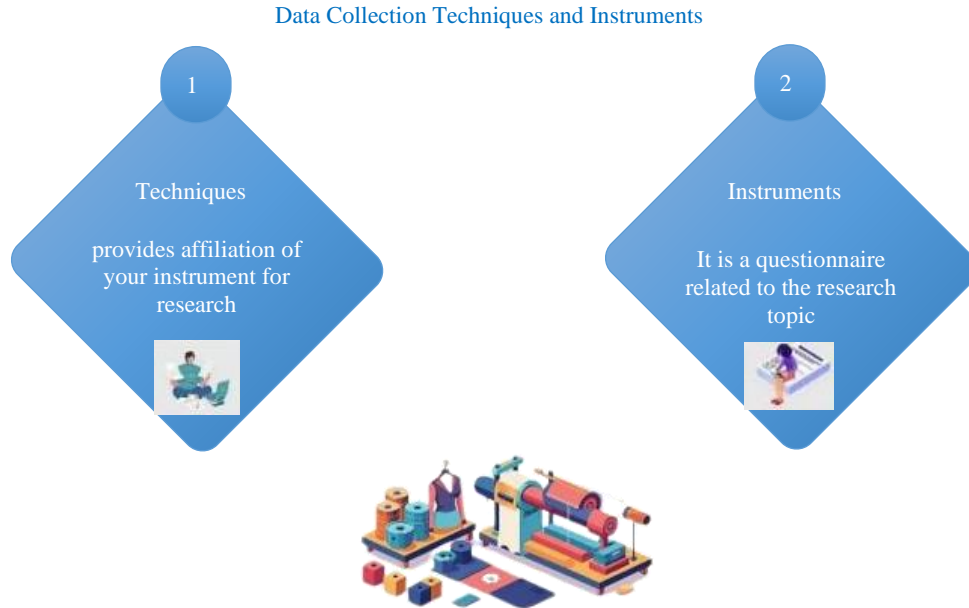 Data Collection Techniques and Instruments
1
Techniques
provides affiliation of
your instrument for
research
2
Instruments
It is a questionnaire
related to the research
topic